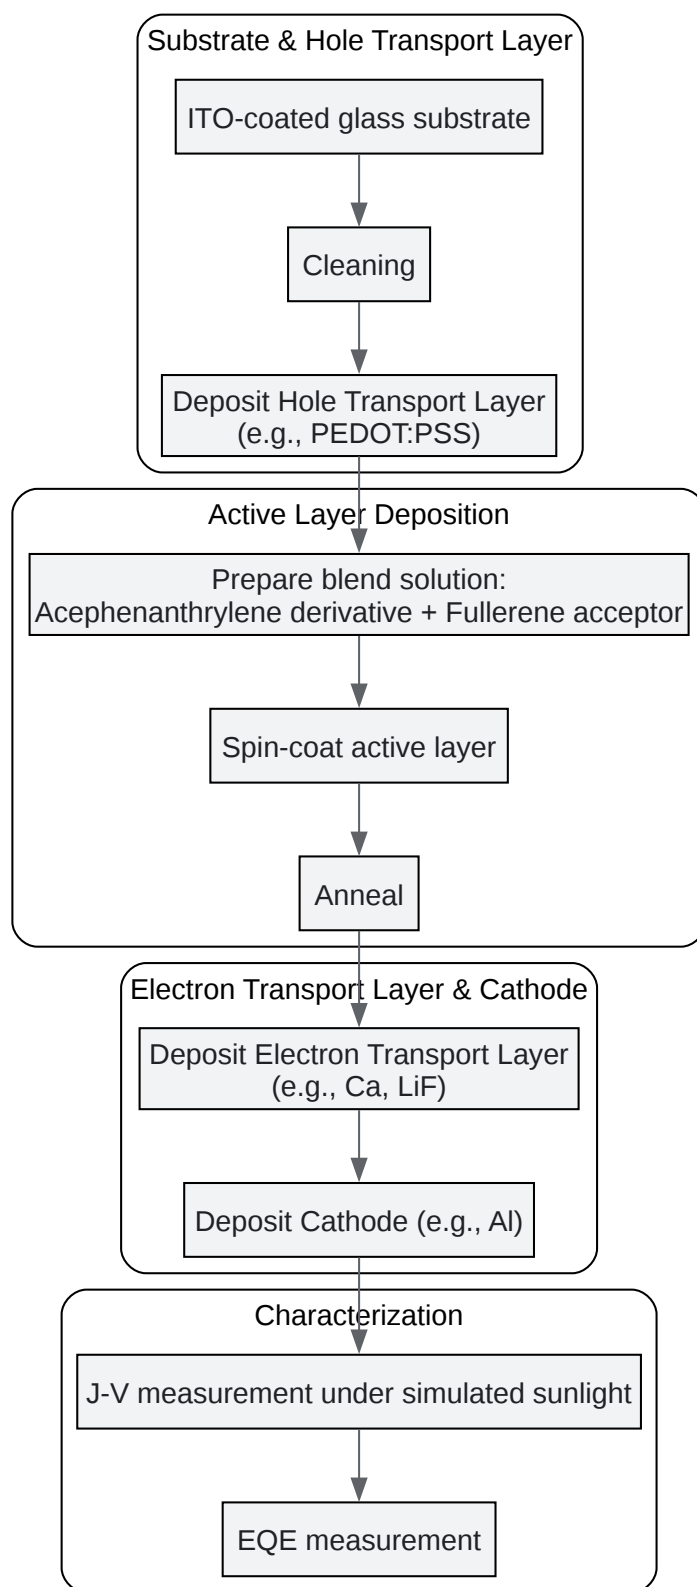 Substrate & Hole Transport Layer
ITO-coated glass substrate
Cleaning
Deposit Hole Transport Layer
(e.g., PEDOT:PSS)
Active Layer Deposition
Prepare blend solution:
Acephenanthrylene derivative + Fullerene acceptor
Spin-coat active layer
Anneal
Electron Transport Layer & Cathode
Deposit Electron Transport Layer
(e.g., Ca, LiF)
Deposit Cathode (e.g., Al)
Characterization
J-V measurement under simulated sunlight
EQE measurement